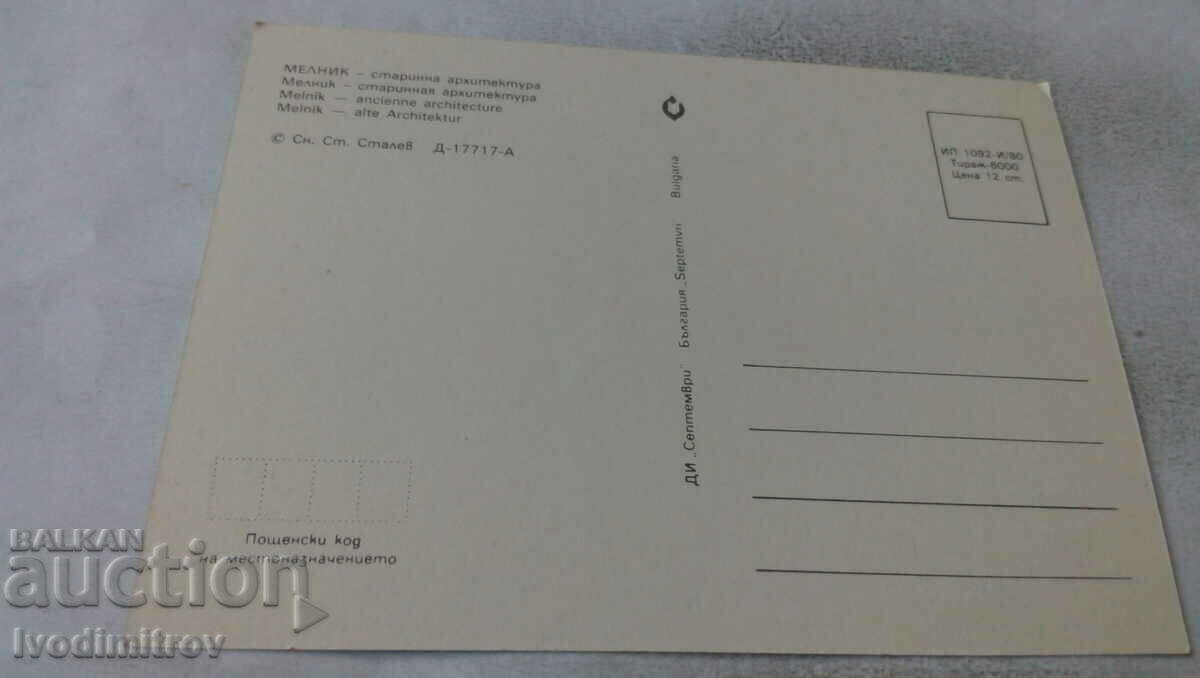 МЕЛНИК – старинна архитектура
Мелник – старинная архитектура
Melnik — ancienne architecture
Melnik — alte Architektur
© Сн. Ст. Сталев Д-17717-А
ИП 1092-И/80
Тираж-6000
Цена 12 ст.
ДИ „Септември" България „Septemvri Bulgaria
Пощенски код
на местоназначението
BALKAN
auction
Ivodimitrov